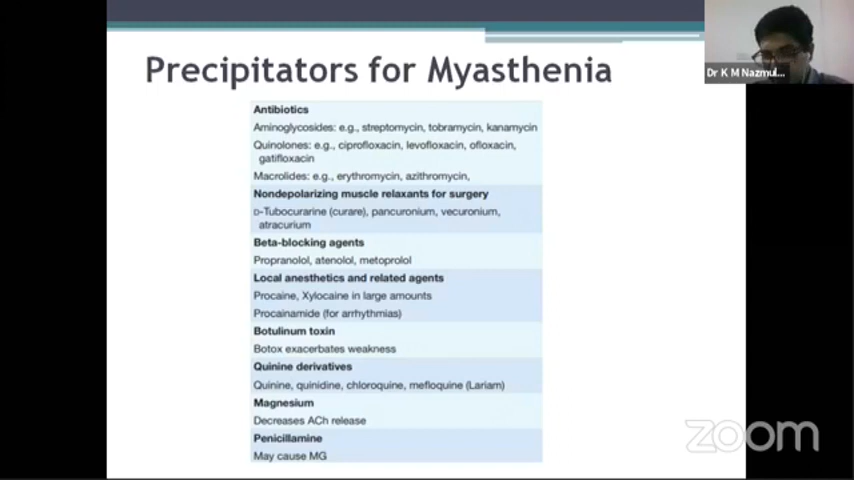 Precipitators for Myasthenia
Dr K M Nazmul...
Antibiotics
Aminoglycosides: e.g., streptomycin, tobramycin, kanamycin
Quinolones: e.g., ciprofloxacin, levofloxacin, ofloxacin,
gatifloxacin
Macrolides: e.g., erythromycin, azithromycin,
Nondepolarizing muscle relaxants for surgery
D-Tubocurarine (curare), pancuronium, vecuronium,
atracurium
Beta-blocking agents
Propranolol, atenolol, metoprolol
Local anesthetics and related agents
Procaine, Xylocaine in large amounts
Procainamide (for arrhythmias)
Botulinum toxin
Botox exacerbates weakness
Quinine derivatives
Quinine, quinidine, chloroquine, mefloquine (Lariam)
Magnesium
Decreases ACh release
Penicillamine
May cause MG
zoom